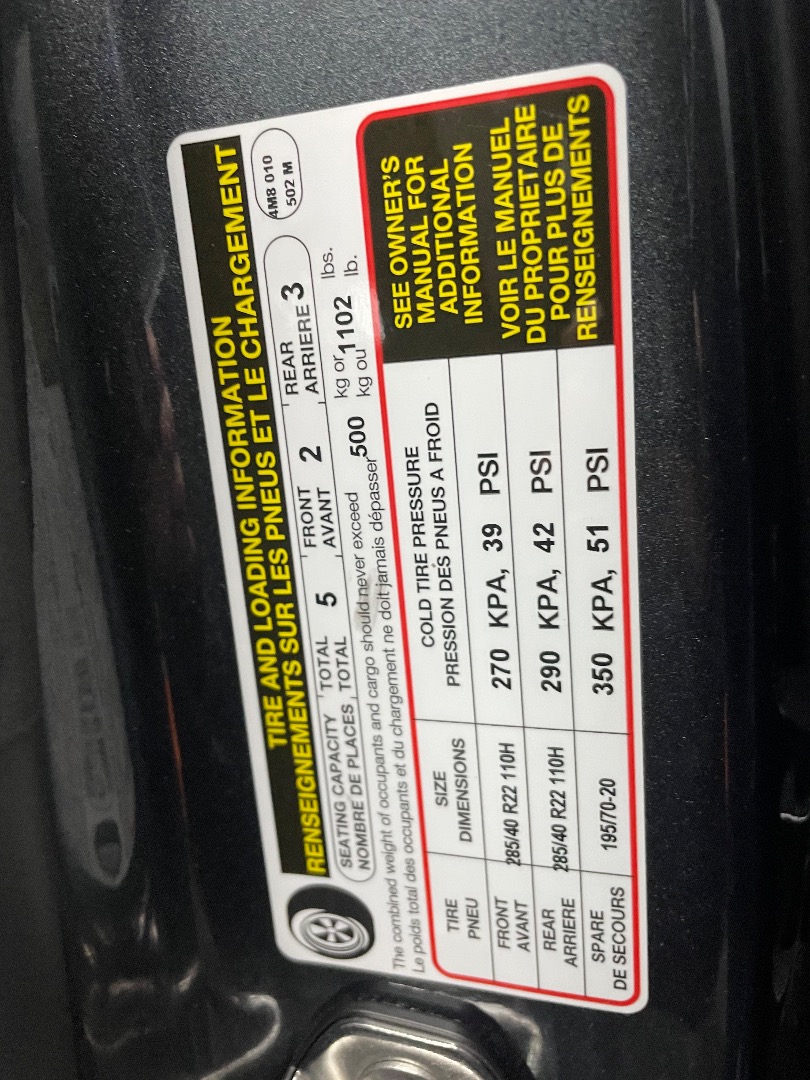 TIRE AND LOADING INFORMATION
RENSEIGNEMENTS SUR LES PNEUS ET LE CHARGEMENT
4M8 010
502 M
SEATING CAPACITY TOTAL 5 FRONT 2 REAR 3
NOMBRE DE PLACES TOTAL AVANT ARRIERE
The combined weight of occupants and cargo should never exceed 500 kg or 1102 lbs.
Le poids total des occupants et du chargement ne doit jamais dépasser kg ou lb.
TIRE SIZE COLD TIRE PRESSURE
PNEU DIMENSIONS PRESSION DES PNEUS A FROID
FRONT 285/40 R22 110H 270 KPA, 39 PSI
AVANT
REAR 285/40 R22 110H 290 KPA, 42 PSI
ARRIERE
SPARE 195/70-20 350 KPA, 51 PSI
DE SECOURS
SEE OWNER'S
MANUAL FOR
ADDITIONAL
INFORMATION
VOIR LE MANUEL
DU PROPRIETAIRE
POUR PLUS DE
RENSEIGNEMENTS